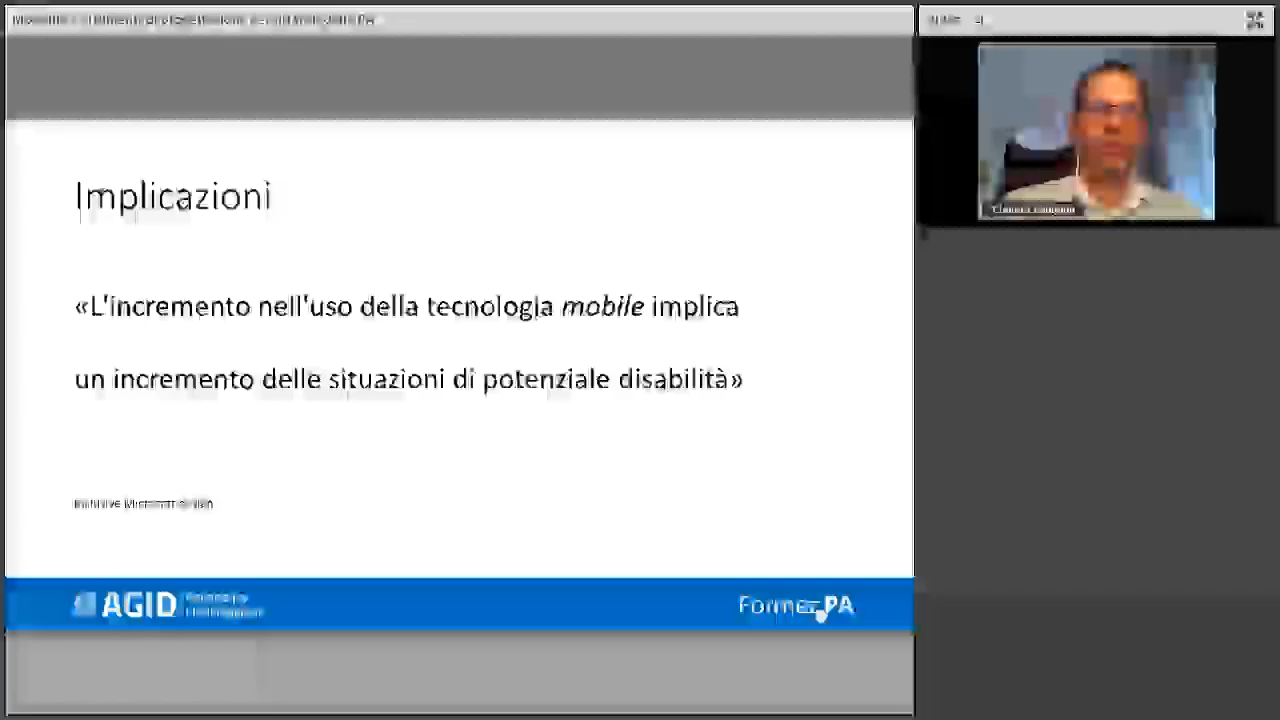 Implicazioni
«L'incremento nell'uso della tecnologia mobile implica
un incremento delle situazioni di potenziale disabilità»
AGID
FormezPA